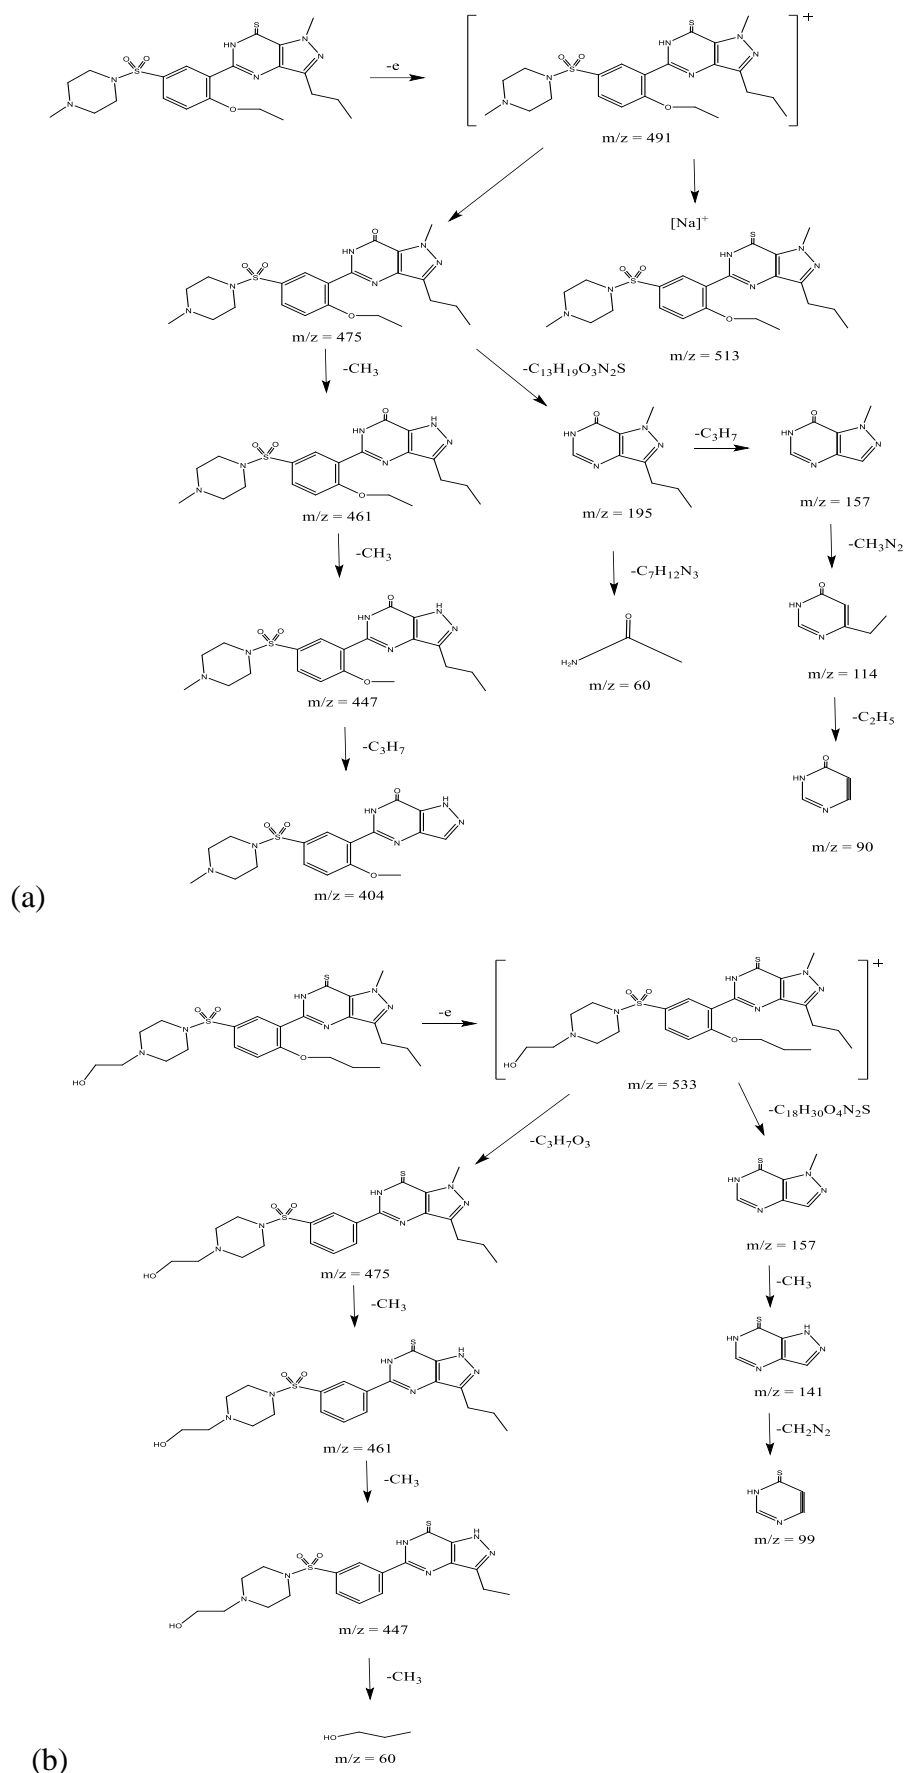 -e
+
m/z = 491
[Na]+
m/z = 475
m/z = 513
-CH3
-C13H19O3N2S
-C3H7
m/z = 461
m/z = 195
m/z = 157
-CH3
-C7H12N3
-CH3N2
m/z = 447
m/z = 60
m/z = 114
-C3H7
-C2H5
m/z = 404
m/z = 90
(a)
-e
+
m/z = 533
-C18H30O4N2S
-C3H7O3
m/z = 475
m/z = 157
-CH3
-CH3
m/z = 461
m/z = 141
-CH3
-CH2N2
m/z = 447
m/z = 99
-CH3
HO
m/z = 60
(b)